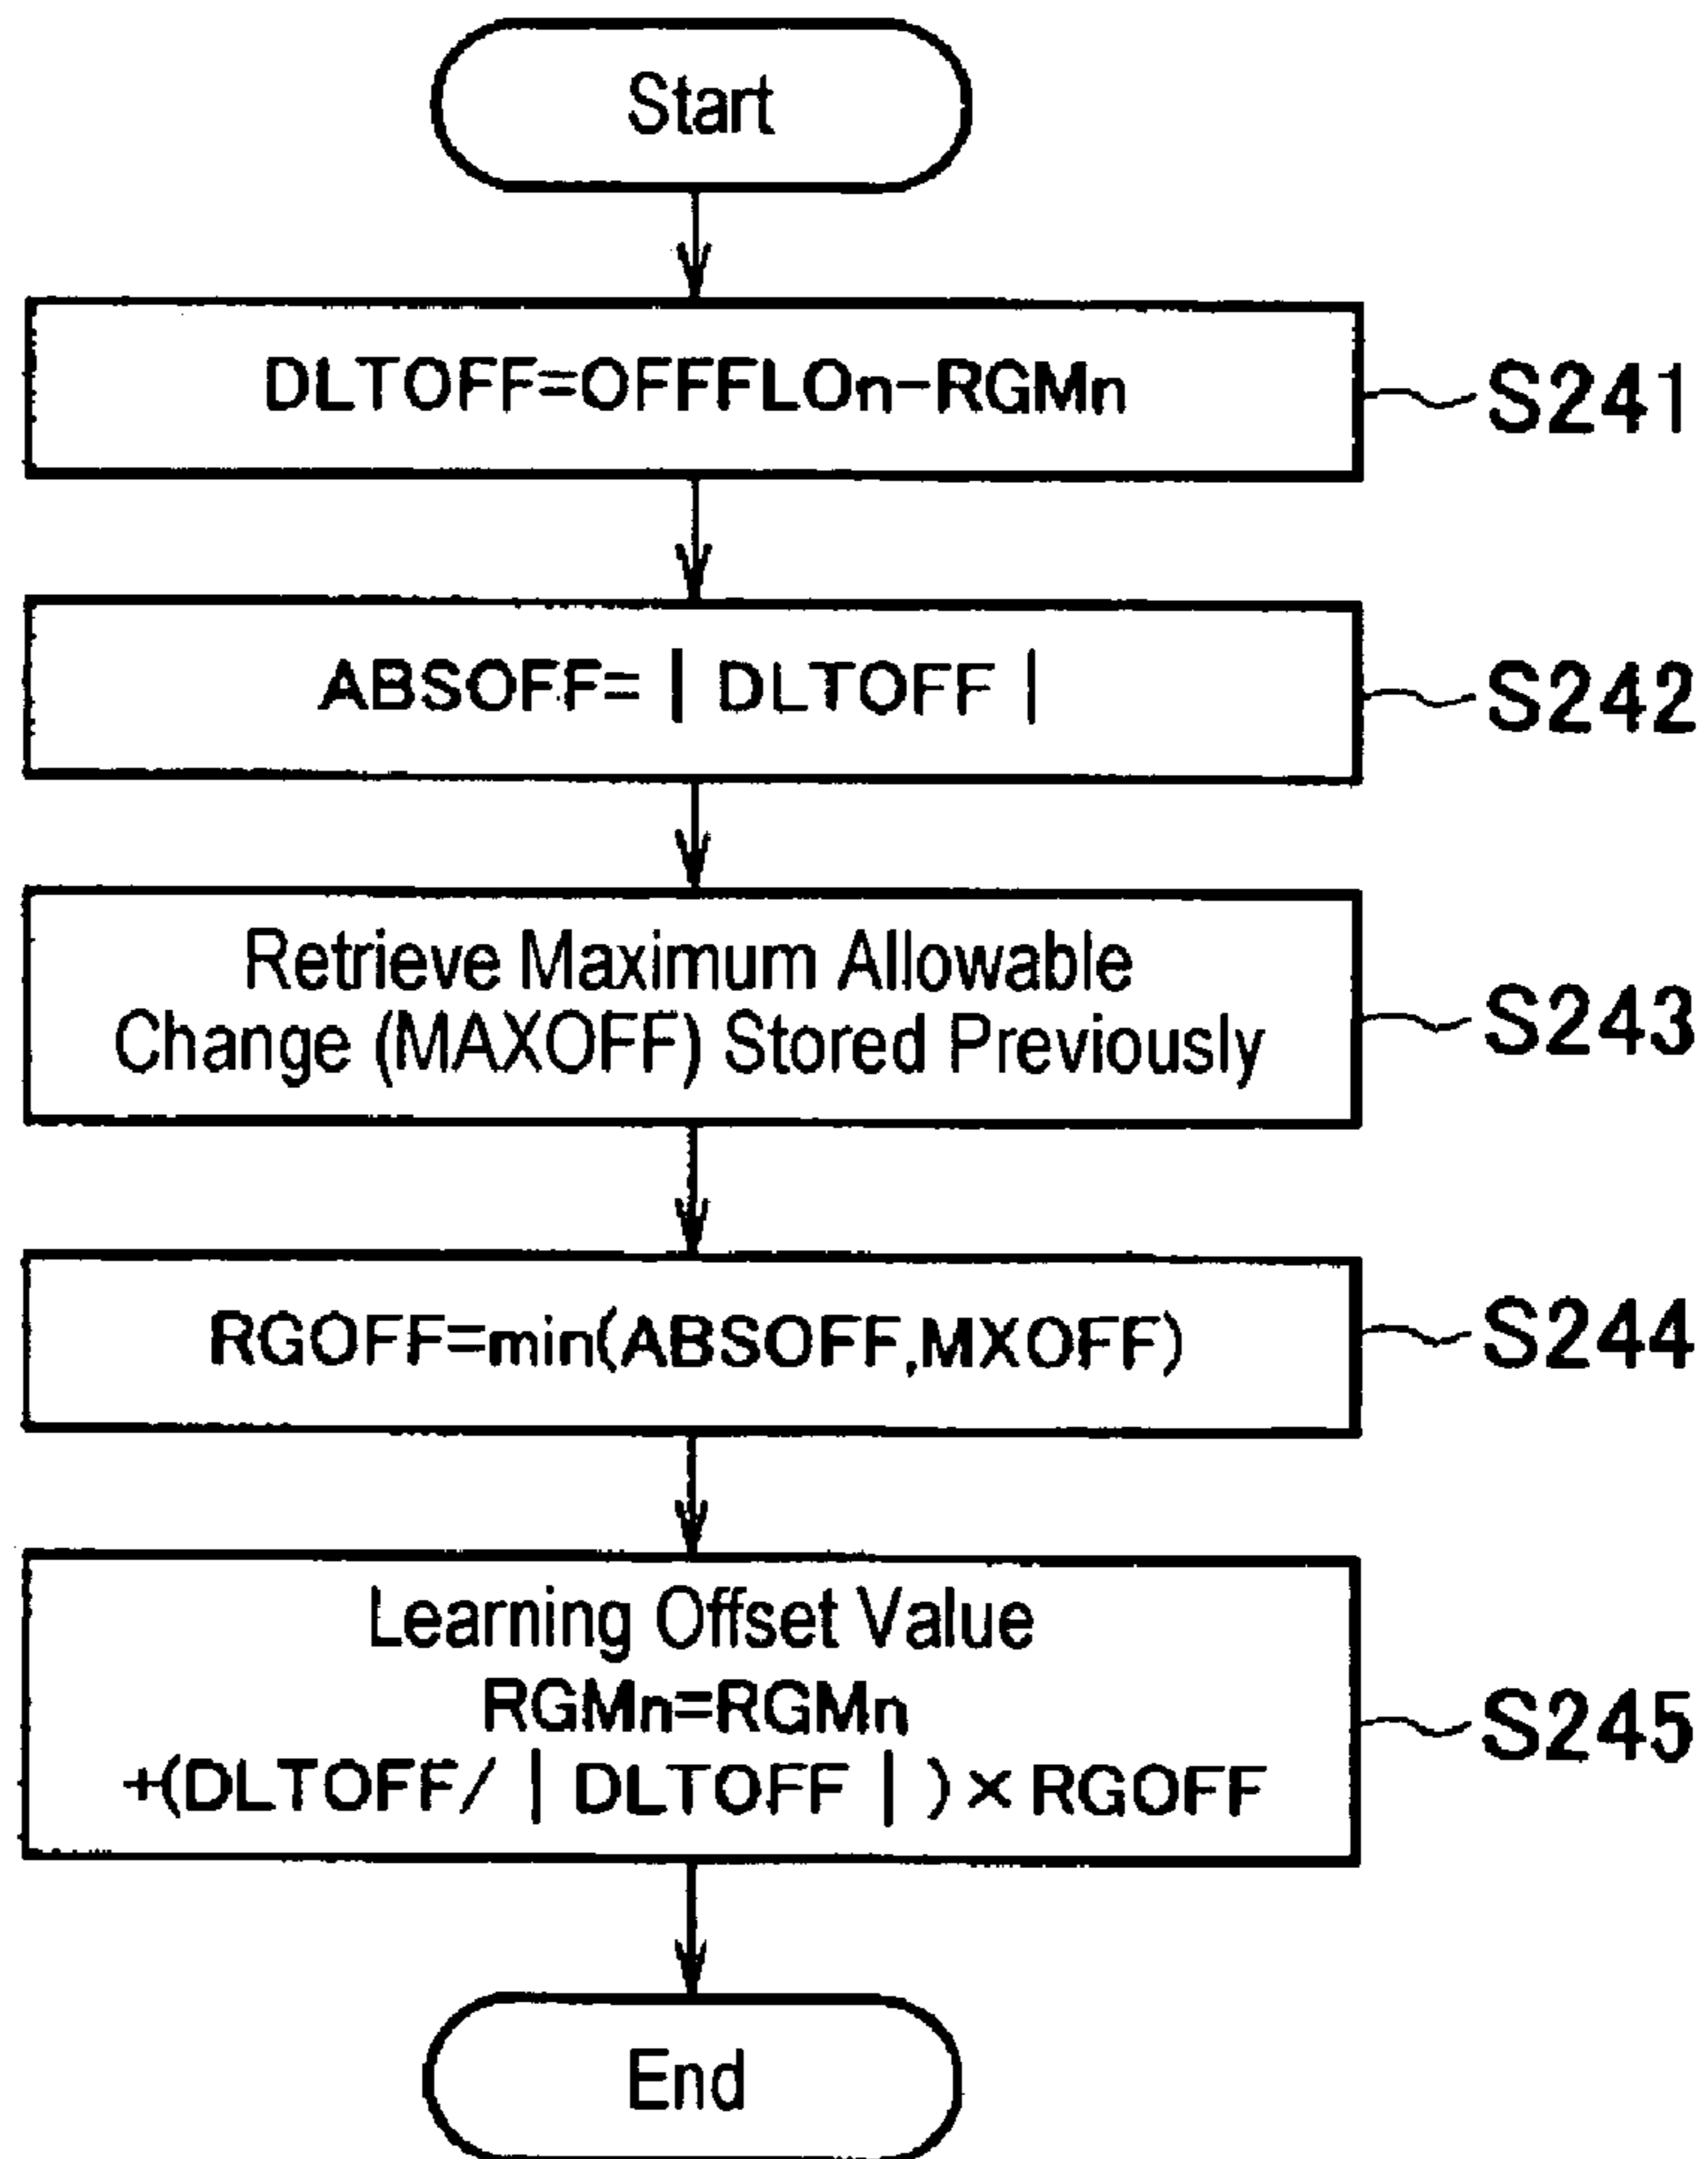 Start
DLTOFF=OFFFLOn-RGMn
S241
ABSOFF= | DLTOFF |
S242
Retrieve Maximum Allowable
Change (MAXOFF) Stored Previously
S243
RGOFF=min(ABSOFF,MXOFF)
S244
Learning Offset Value
RGMn=RGMn
+(DLTOFF/ | DLTOFF | )×RGOFF
S245
End